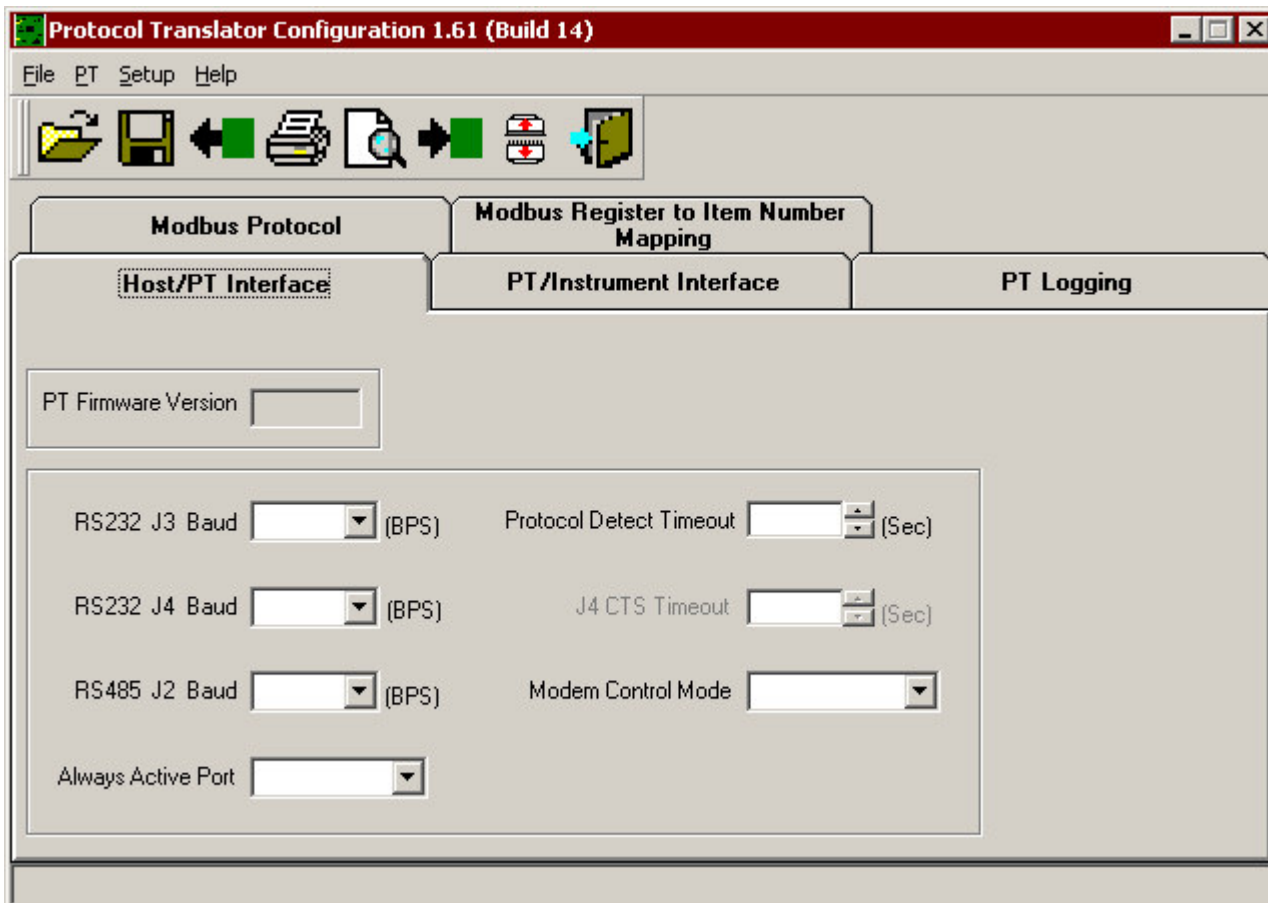 Protocol Translator Configuration 1.61 (Build 14)
File PT Setup Help
Modbus Protocol
Modbus Register to Item Number
Mapping
Host/PT Interface
PT/Instrument Interface
PT Logging
PT Firmware Version
RS232 J3 Baud (BPS)
Protocol Detect Timeout (Sec)
RS232 J4 Baud (BPS)
J4 CTS Timeout (Sec)
RS485 J2 Baud (BPS)
Modem Control Mode
Always Active Port